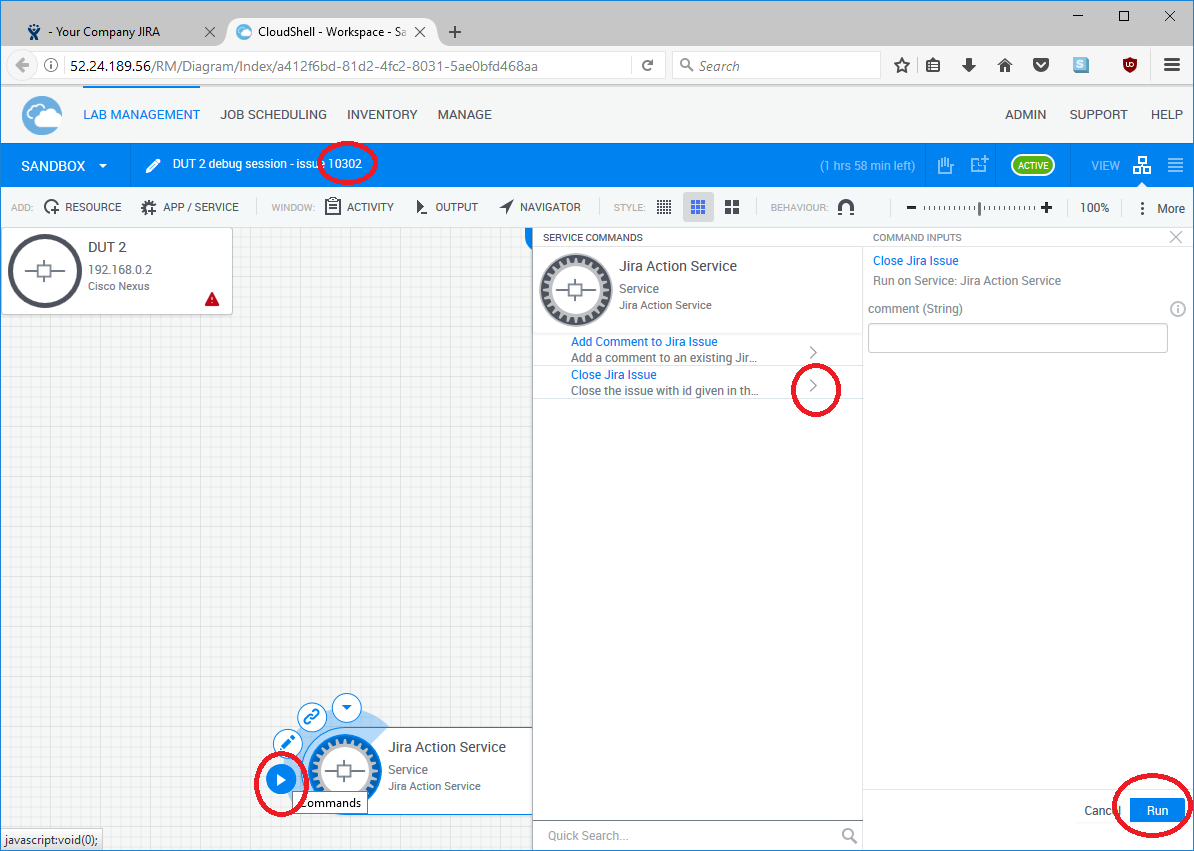 - Your Company JIRA
CloudShell - Workspace - Sa
52.24.189.56/RM/Diagram/Index/a412f6bd-81d2-4fc2-8031-5ae0bfd468aa
Search
LAB MANAGEMENT
JOB SCHEDULING
INVENTORY
MANAGE
ADMIN
SUPPORT
HELP
SANDBOX
DUT 2 debug session - issue 10302
(1 hrs 58 min left)
ACTIVE
VIEW
ADD:
RESOURCE
APP / SERVICE
WINDOW:
ACTIVITY
OUTPUT
NAVIGATOR
STYLE:
BEHAVIOUR:
100%
More
DUT 2
192.168.0.2
Cisco Nexus
SERVICE COMMANDS
Jira Action Service
Service
Jira Action Service
Add Comment to Jira Issue
Add a comment to an existing Jir...
Close Jira Issue
Close the issue with id given in th...
COMMAND INPUTS
Close Jira Issue
Run on Service: Jira Action Service
comment (String)
Jira Action Service
Service
Jira Action Service
Commands
Cancel
Run
Quick Search...
javascript:void(0);